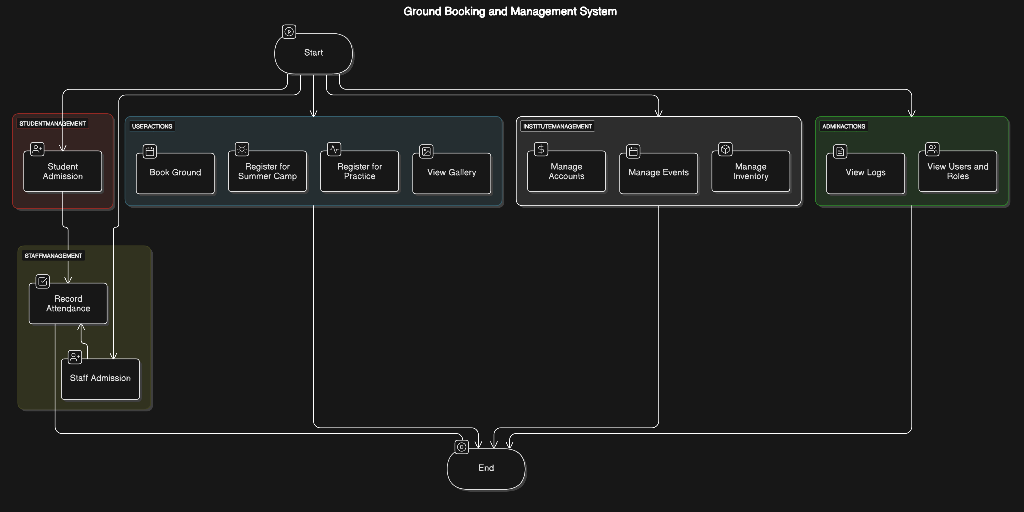 Ground Booking and Management System
Start
STUDENTMANAGEMENT
Student
Admission
USERACTIONS
Book Ground
Register for
Summer Camp
Register for
Practice
View Gallery
INSTITUTEMANAGEMENT
Manage
Accounts
Manage Events
Manage
Inventory
ADMINACTIONS
View Logs
View Users and
Roles
STAFFMANAGEMENT
Record
Attendance
Staff Admission
End